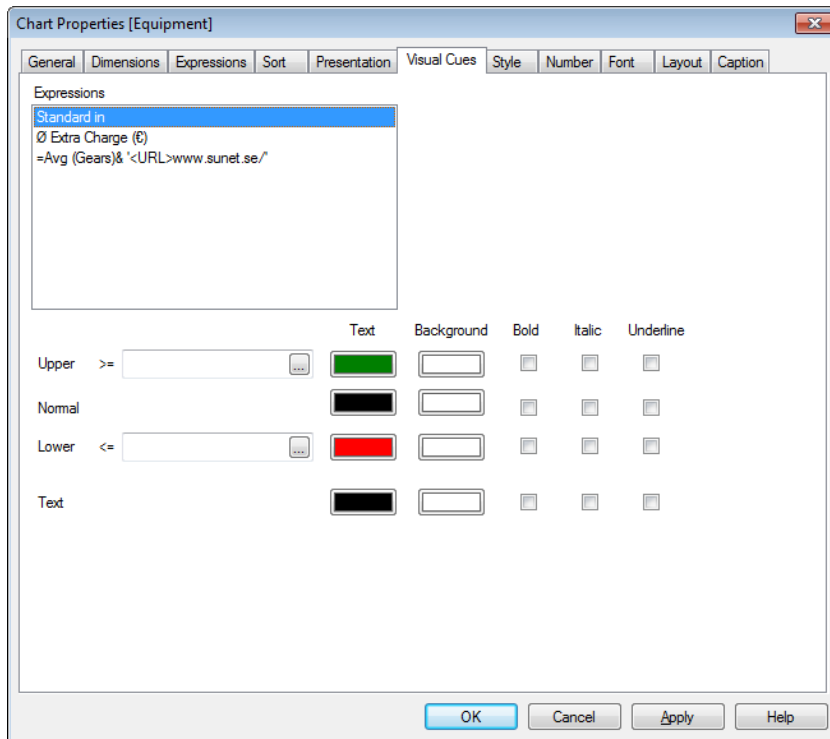 Chart Properties [Equipment]
General Dimensions Expressions Sort Presentation Visual Cues Style Number Font Layout Caption
Expressions
Standard in
Ø Extra Charge (€)
=Avg (Gears)& '<URL>www.sunet.se/'
Text Background Bold Italic Underline
Upper >= ...
Normal
Lower <= ...
Text
OK Cancel Apply Help